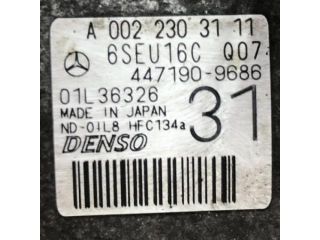 A 002 230 31 11
6SEU16C Q07
447190-9686
01L36326
MADE IN JAPAN
ND-OIL8 HFC134a
31
DENSO